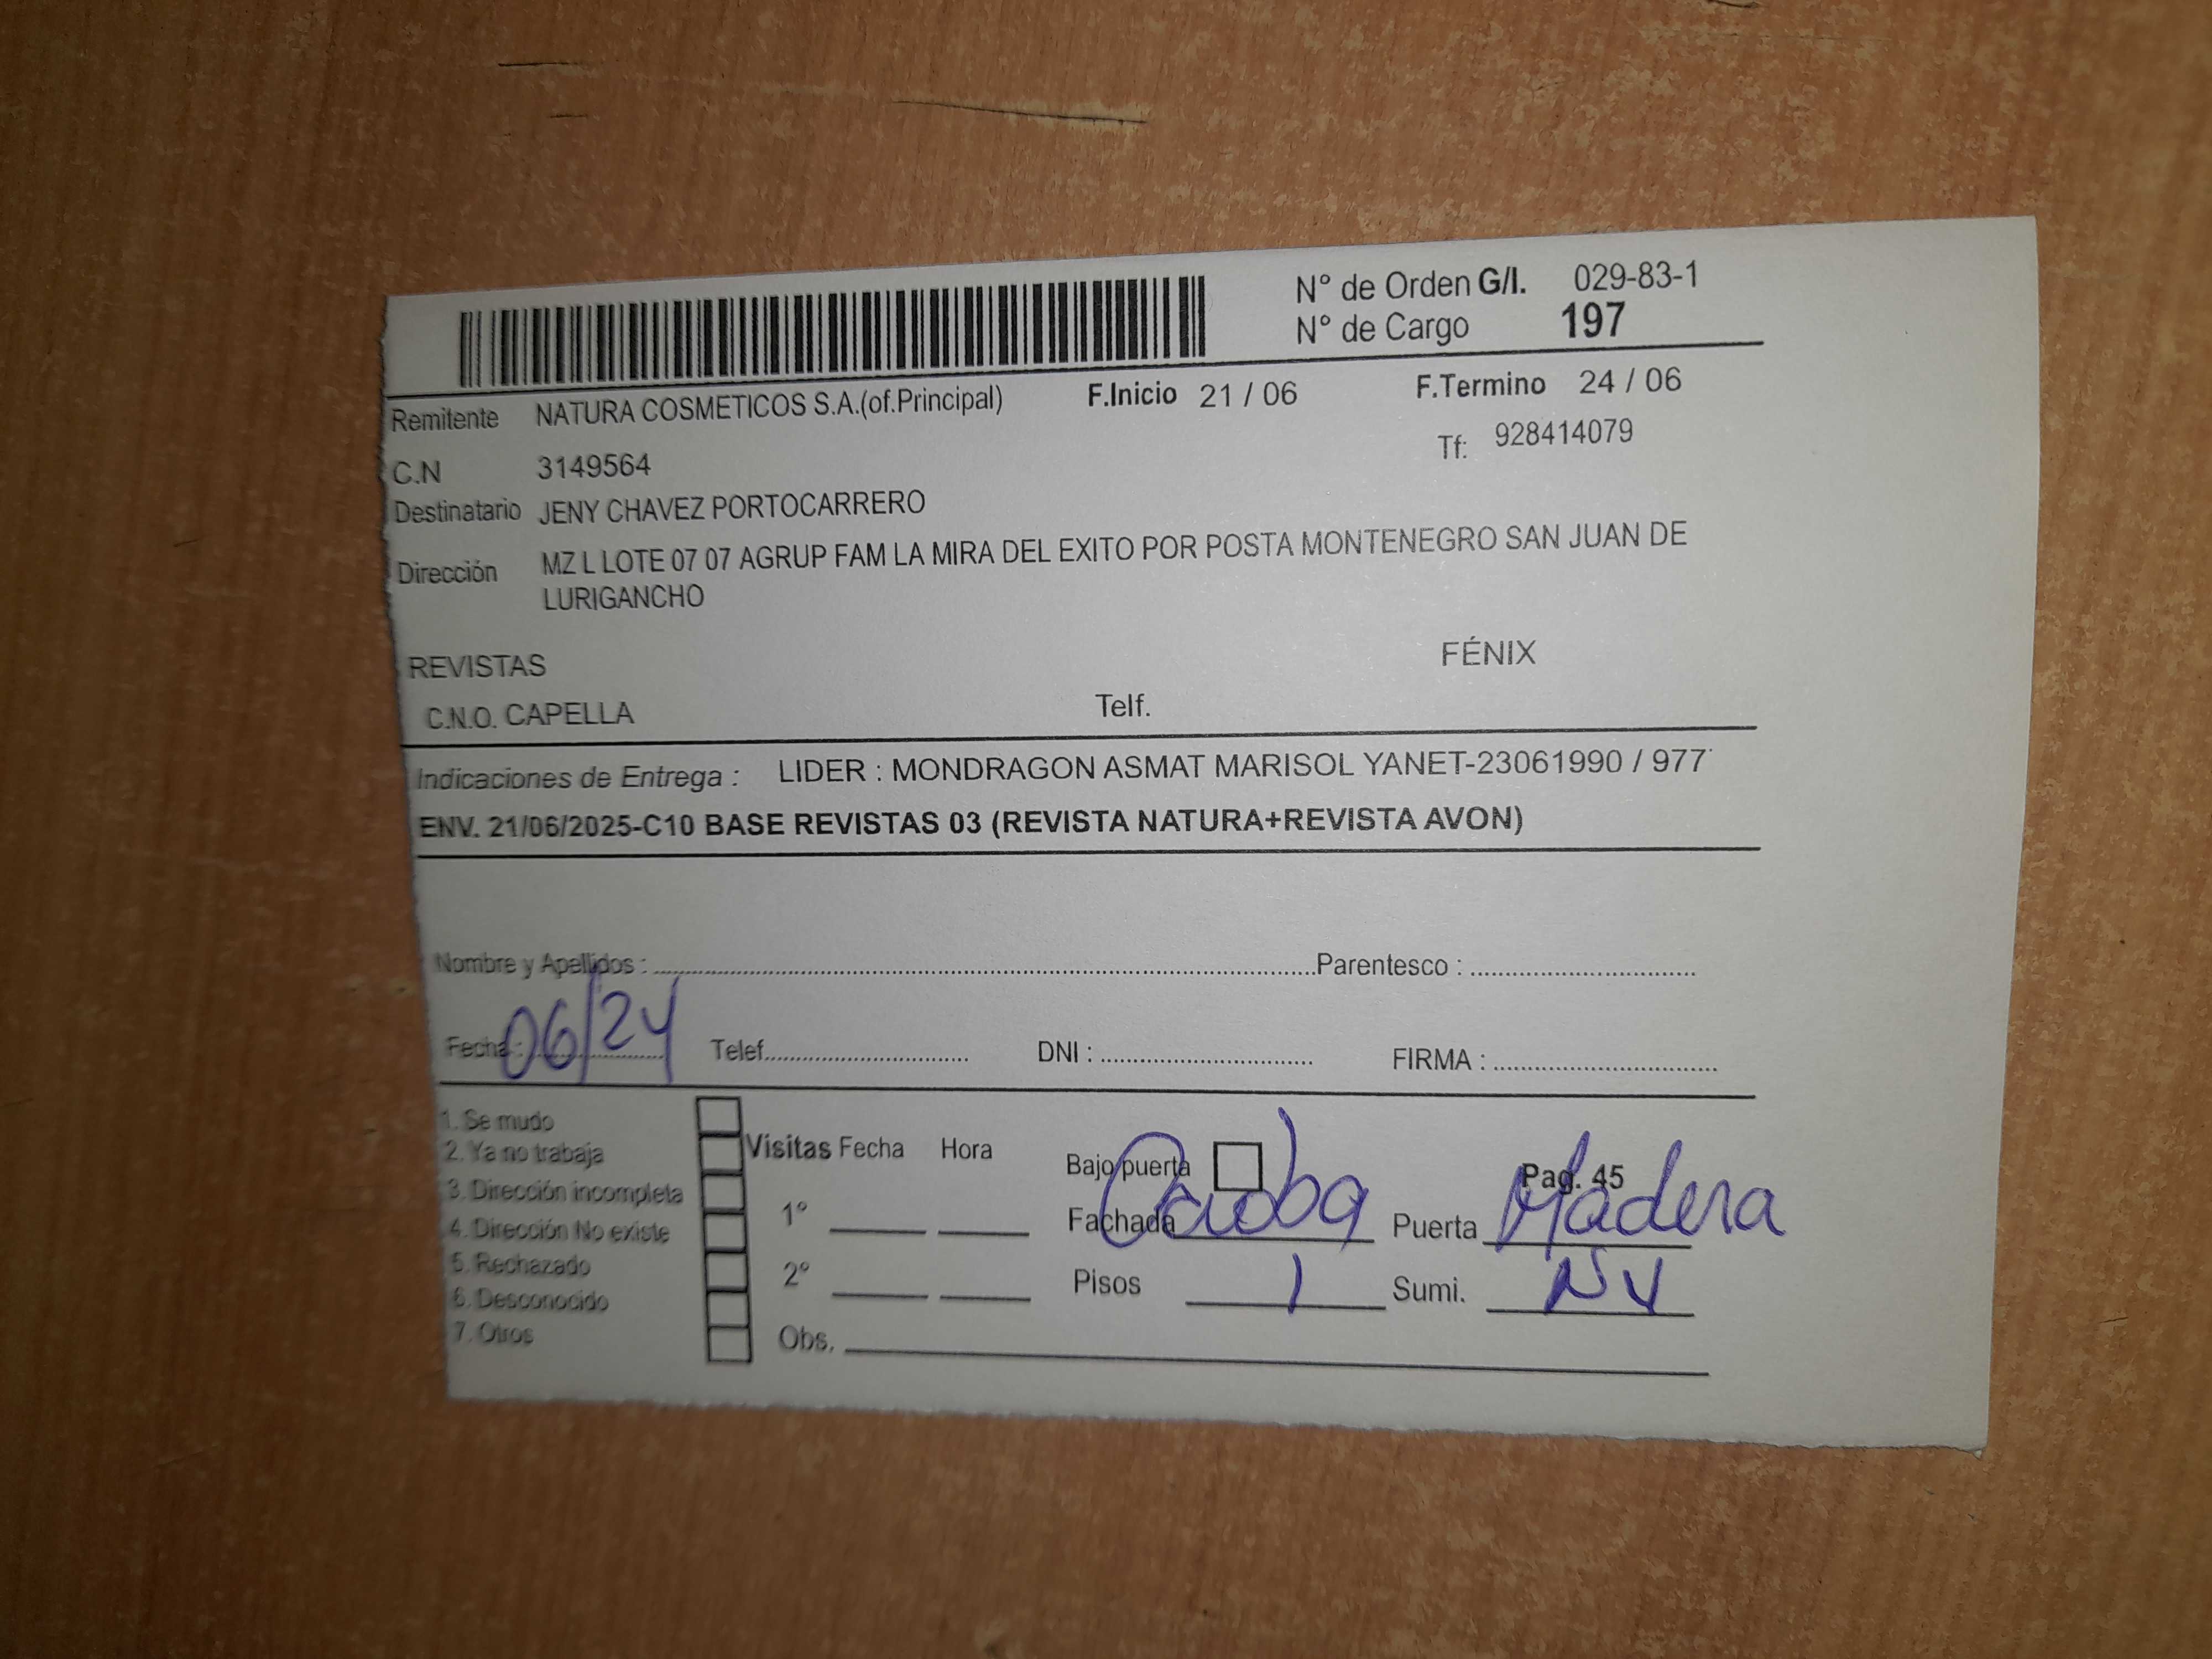 N° de Orden G/I. 029-83-1
N° de Cargo 197
Remitente NATURA COSMETICOS S.A.(of.Principal) F.Inicio 21 / 06 F.Termino 24 / 06
C.N 3149564 Tf: 928414079
Destinatario JENY CHAVEZ PORTOCARRERO
Dirección MZ L LOTE 07 07 AGRUP FAM LA MIRA DEL EXITO POR POSTA MONTENEGRO SAN JUAN DE
LURIGANCHO
REVISTAS FÉNIX
C.N.O. CAPELLA Telf.
Indicaciones de Entrega : LIDER : MONDRAGON ASMAT MARISOL YANET-23061990 / 977
ENV. 21/06/2025-C10 BASE REVISTAS 03 (REVISTA NATURA+REVISTA AVON)
Nombre y Apellidos : Parentesco :
Fecha : 06/24 Telef. DNI : FIRMA :
1. Se mudo
2. Ya no trabaja
3. Dirección incompleta
4. Dirección No existe
5. Rechazado
6. Desconocido
7. Otros
Visitas Fecha Hora
1°
2°
Obs.
Bajo puerta Pag. 45
Fachada Puerta Madera
Pisos 1 Sumi. NV